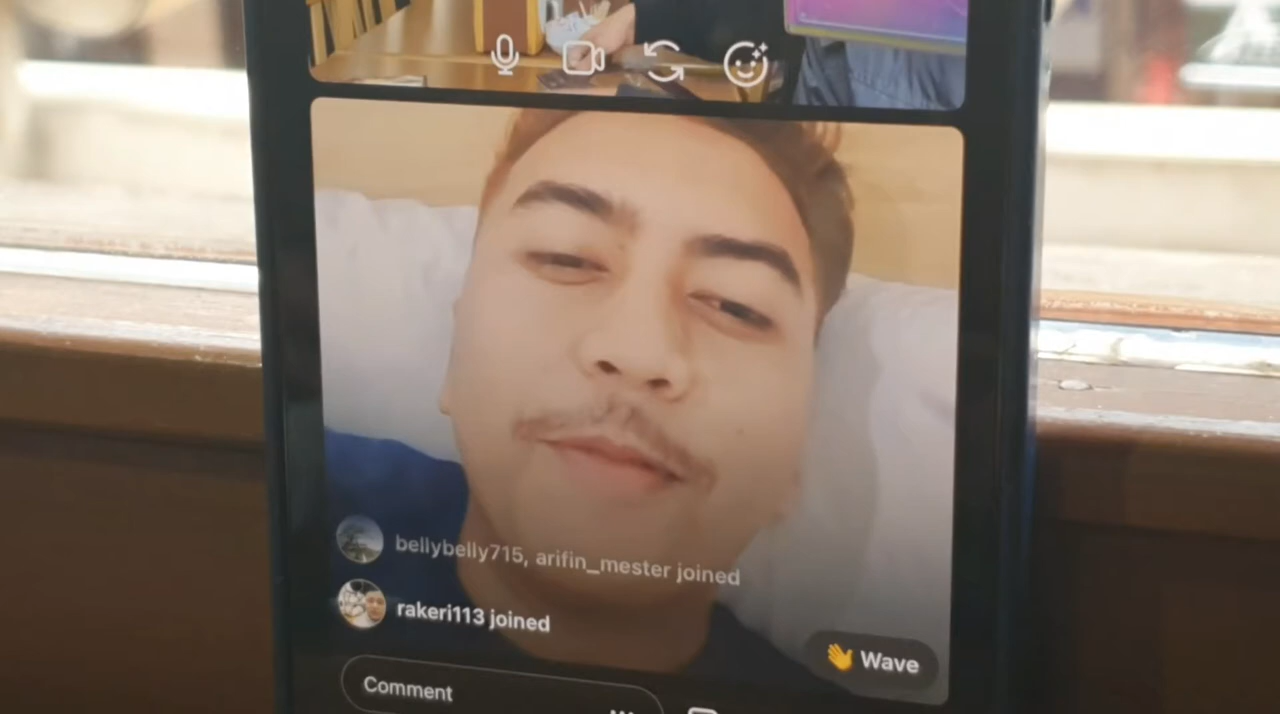 bellybelly715, arifin_mester joined
rakeri113 joined
👋 Wave
Comment